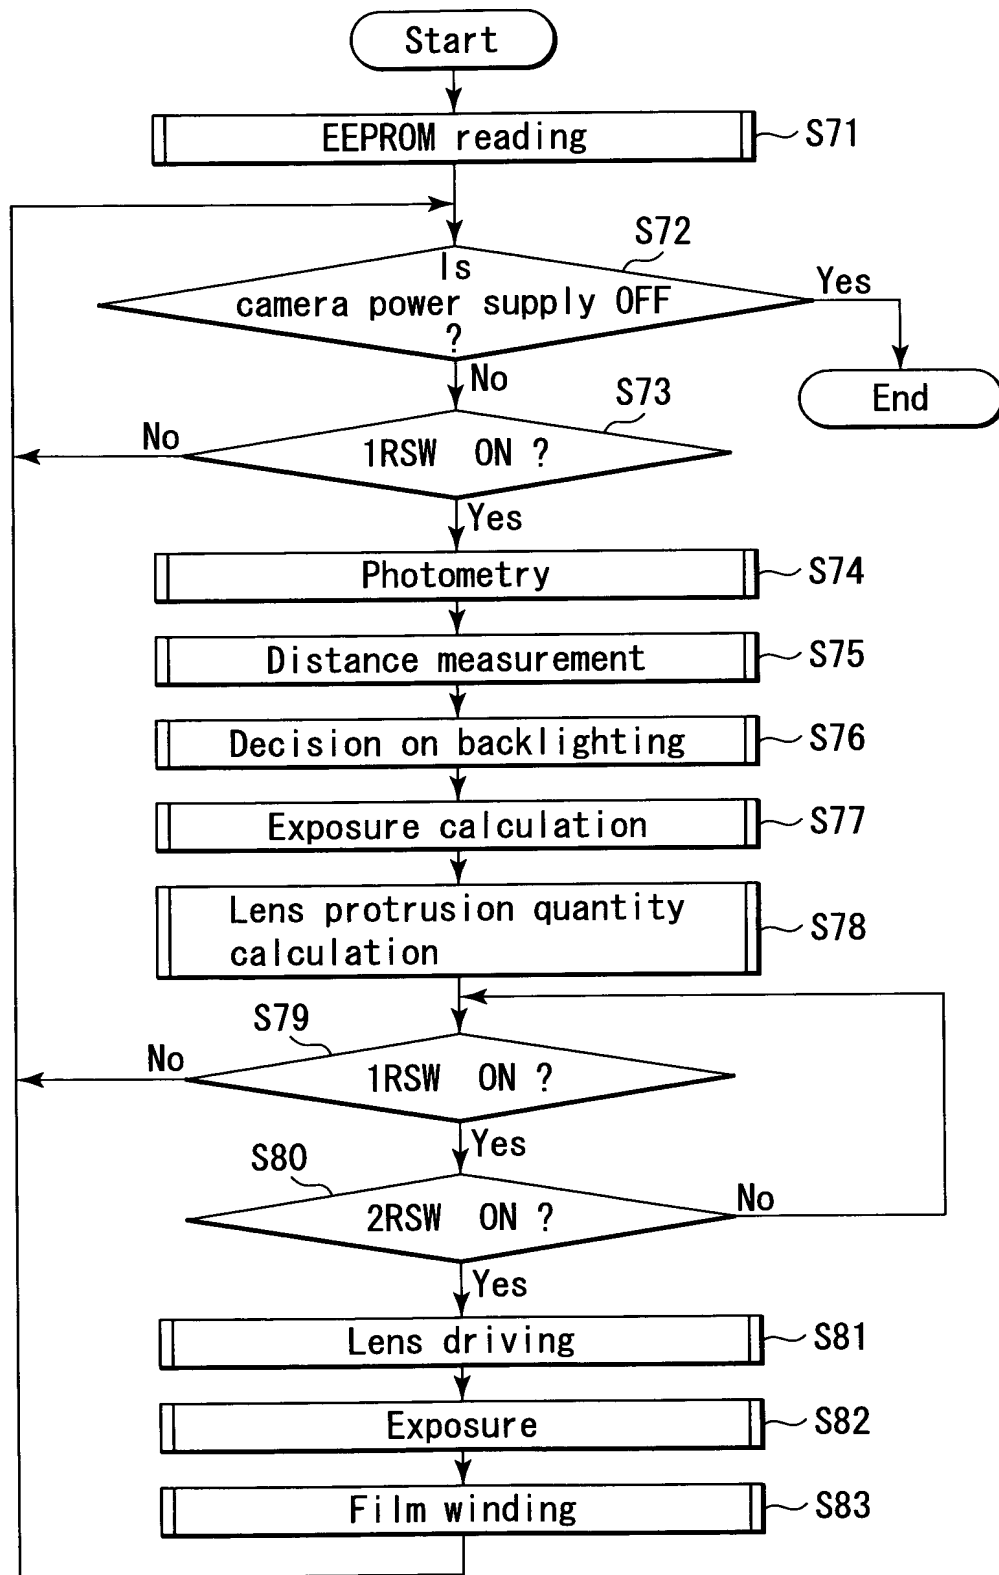 Start
EEPROM reading
S71
S72
Is
camera power supply OFF
?
Yes
No
End
S73
1RSW ON ?
No
Yes
Photometry
S74
Distance measurement
S75
Decision on backlighting
S76
Exposure calculation
S77
Lens protrusion quantity
calculation
S78
S79
No
1RSW ON ?
Yes
S80
2RSW ON ?
No
Yes
Lens driving
S81
Exposure
S82
Film winding
S83